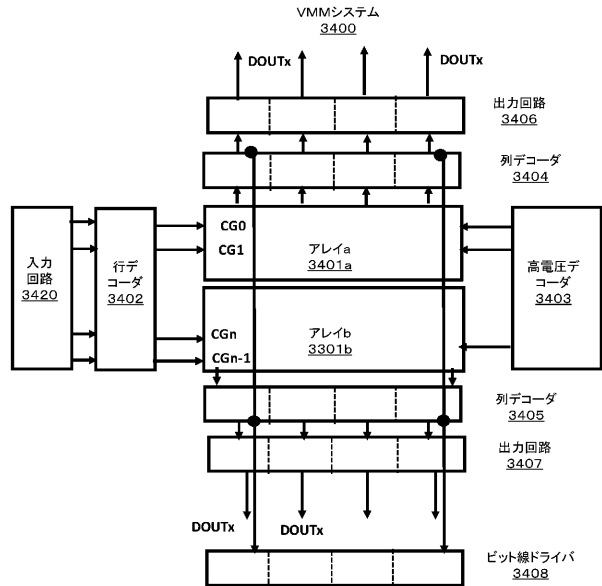 VMMシステム
3400
DOUTx
DOUTx
出力回路
3406
列デコーダ
3404
入力
回路
3420
行デ
コーダ
3402
CG0
CG1
アレイa
3401a
高電圧デ
コーダ
3403
アレイb
3301b
CGn
CGn-1
列デコーダ
3405
出力回路
3407
DOUTx
DOUTx
ビット線ドライバ
3408